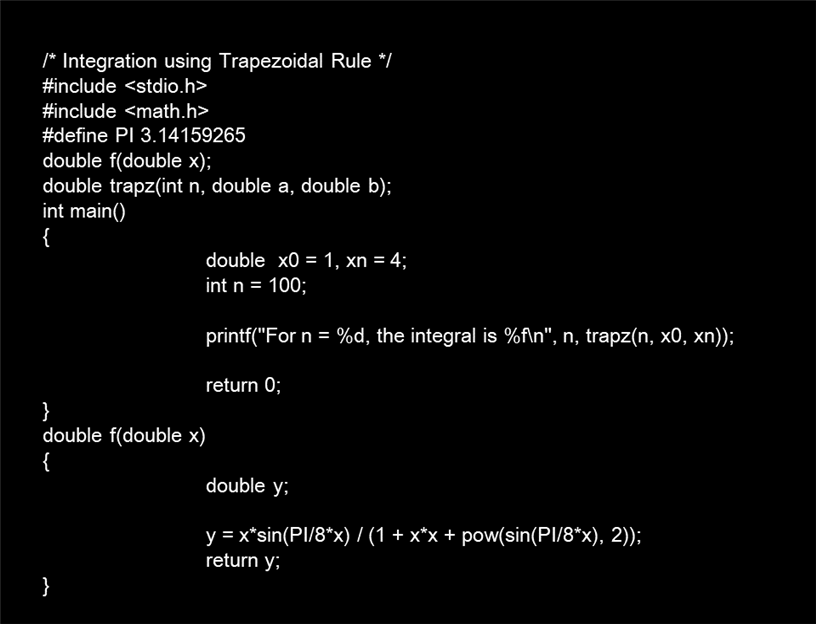 /* Integration using Trapezoidal Rule */
#include <stdio.h>
#include <math.h>
#define PI 3.14159265
double f(double x);
double trapz(int n, double a, double b);
int main()
{
double x0 = 1, xn = 4;
int n = 100;
printf("For n = %d, the integral is %f\n", n, trapz(n, x0, xn));
return 0;
}
double f(double x)
{
double y;
y = x*sin(PI/8*x) / (1 + x*x + pow(sin(PI/8*x), 2));
return y;
}